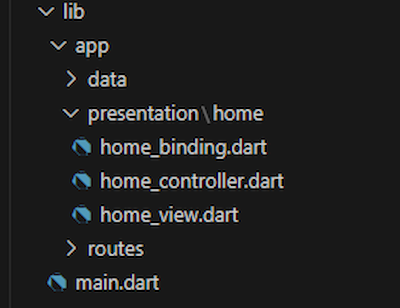 lib
app
data
presentation\home
home_binding.dart
home_controller.dart
home_view.dart
routes
main.dart